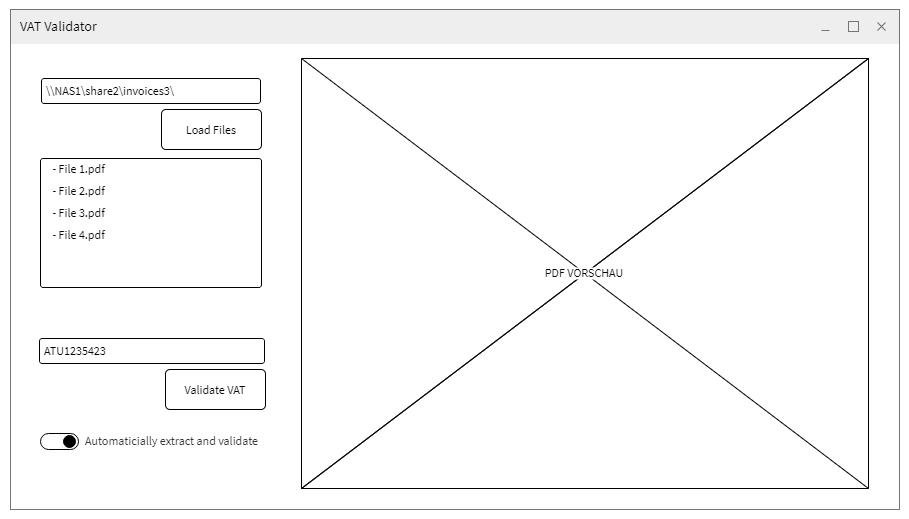 VAT Validator
\\NAS1\share2\invoices3\
Load Files
- File 1.pdf
- File 2.pdf
- File 3.pdf
- File 4.pdf
PDF VORSCHAU
ATU1235423
Validate VAT
Automaticially extract and validate